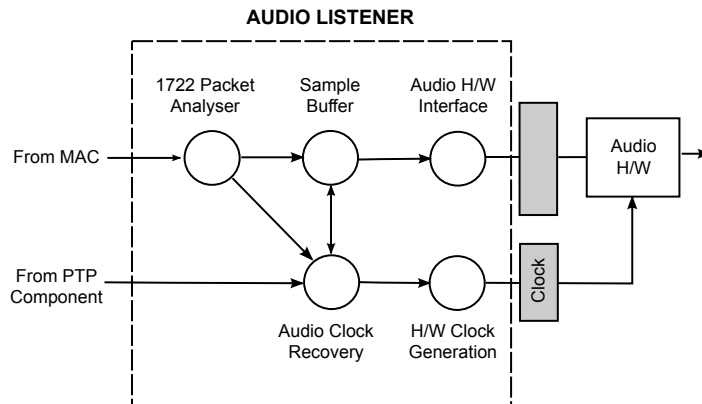 AUDIO LISTENER
1722 Packet
Analyser
Sample
Buffer
Audio H/W
Interface
From MAC
Audio
H/W
From PTP
Component
Clock
Audio Clock
Recovery
H/W Clock
Generation